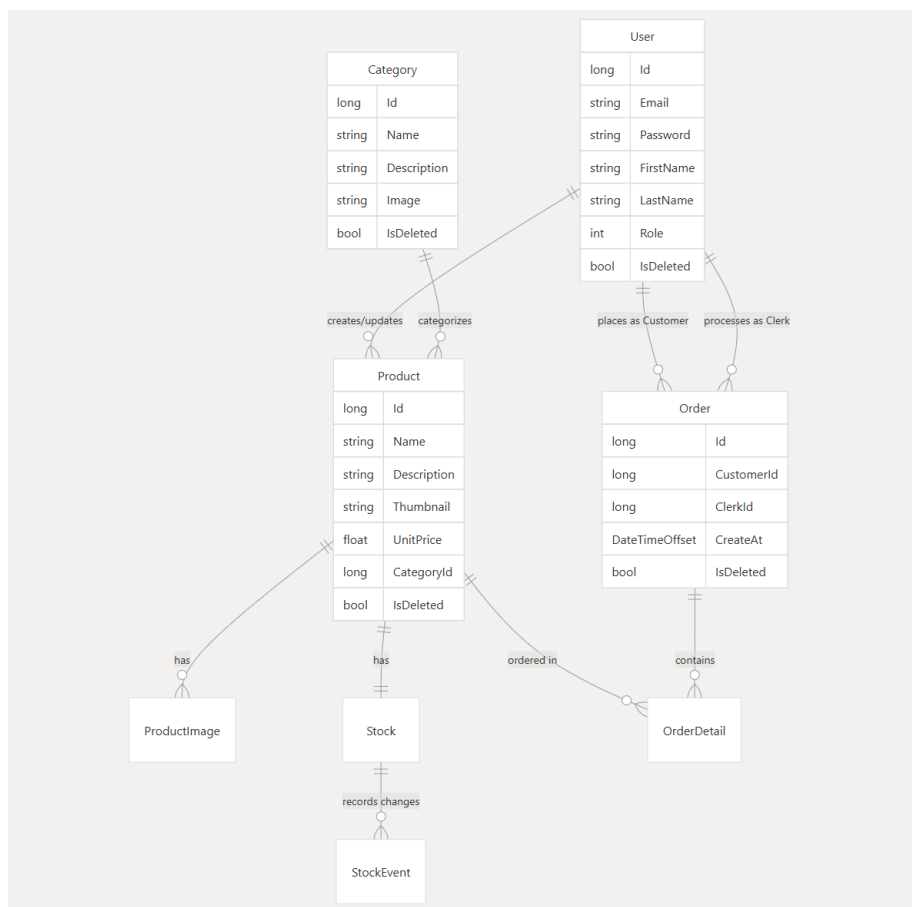 User
long Id
string Email
string Password
string FirstName
string LastName
int Role
bool IsDeleted
Category
long Id
string Name
string Description
string Image
bool IsDeleted
creates/updates
categorizes
places as Customer
processes as Clerk
Product
long Id
string Name
string Description
string Thumbnail
float UnitPrice
long CategoryId
bool IsDeleted
Order
long Id
long CustomerId
long ClerkId
DateTimeOffset CreateAt
bool IsDeleted
has
has
ordered in
contains
ProductImage
Stock
OrderDetail
records changes
StockEvent